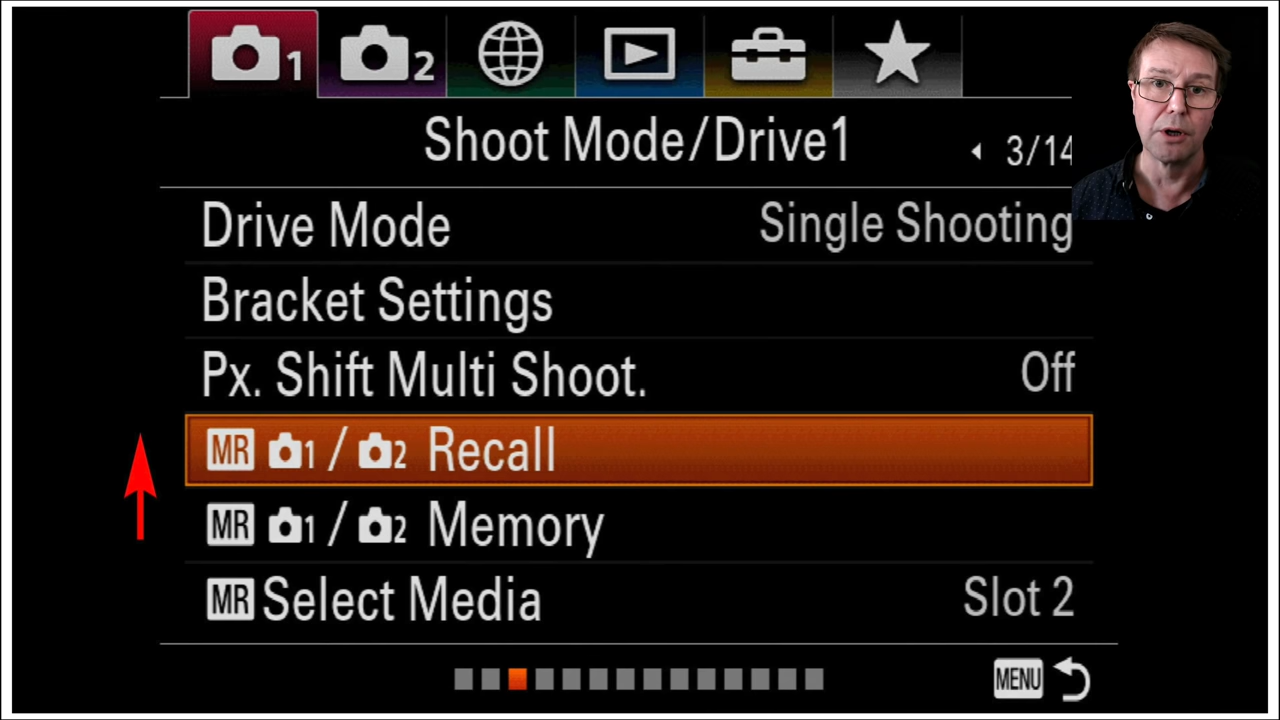 1 2
Shoot Mode/Drive1 3/14
Drive Mode Single Shooting
Bracket Settings
Px. Shift Multi Shoot. Off
MR 1 / 2 Recall
MR 1 / 2 Memory
MR Select Media Slot 2
MENU